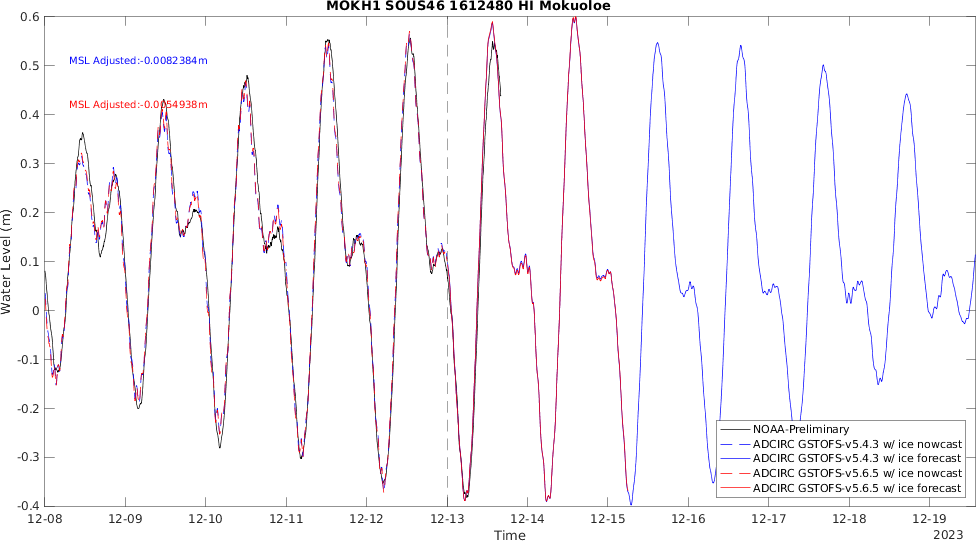 MOKH1 SOUS46 1612480 HI Mokuoloe
0.6
0.5
0.4
0.3
0.2
0.1
0
-0.1
-0.2
-0.3
-0.4
Water Level (m)
MSL Adjusted:-0.0082384m
MSL Adjusted:-0.0054938m
NOAA-Preliminary
ADCIRC GSTOFS-v5.4.3 w/ ice nowcast
ADCIRC GSTOFS-v5.4.3 w/ ice forecast
ADCIRC GSTOFS-v5.6.5 w/ ice nowcast
ADCIRC GSTOFS-v5.6.5 w/ ice forecast
12-08 12-09 12-10 12-11 12-12 12-13 12-14 12-15 12-16 12-17 12-18 12-19
Time
2023